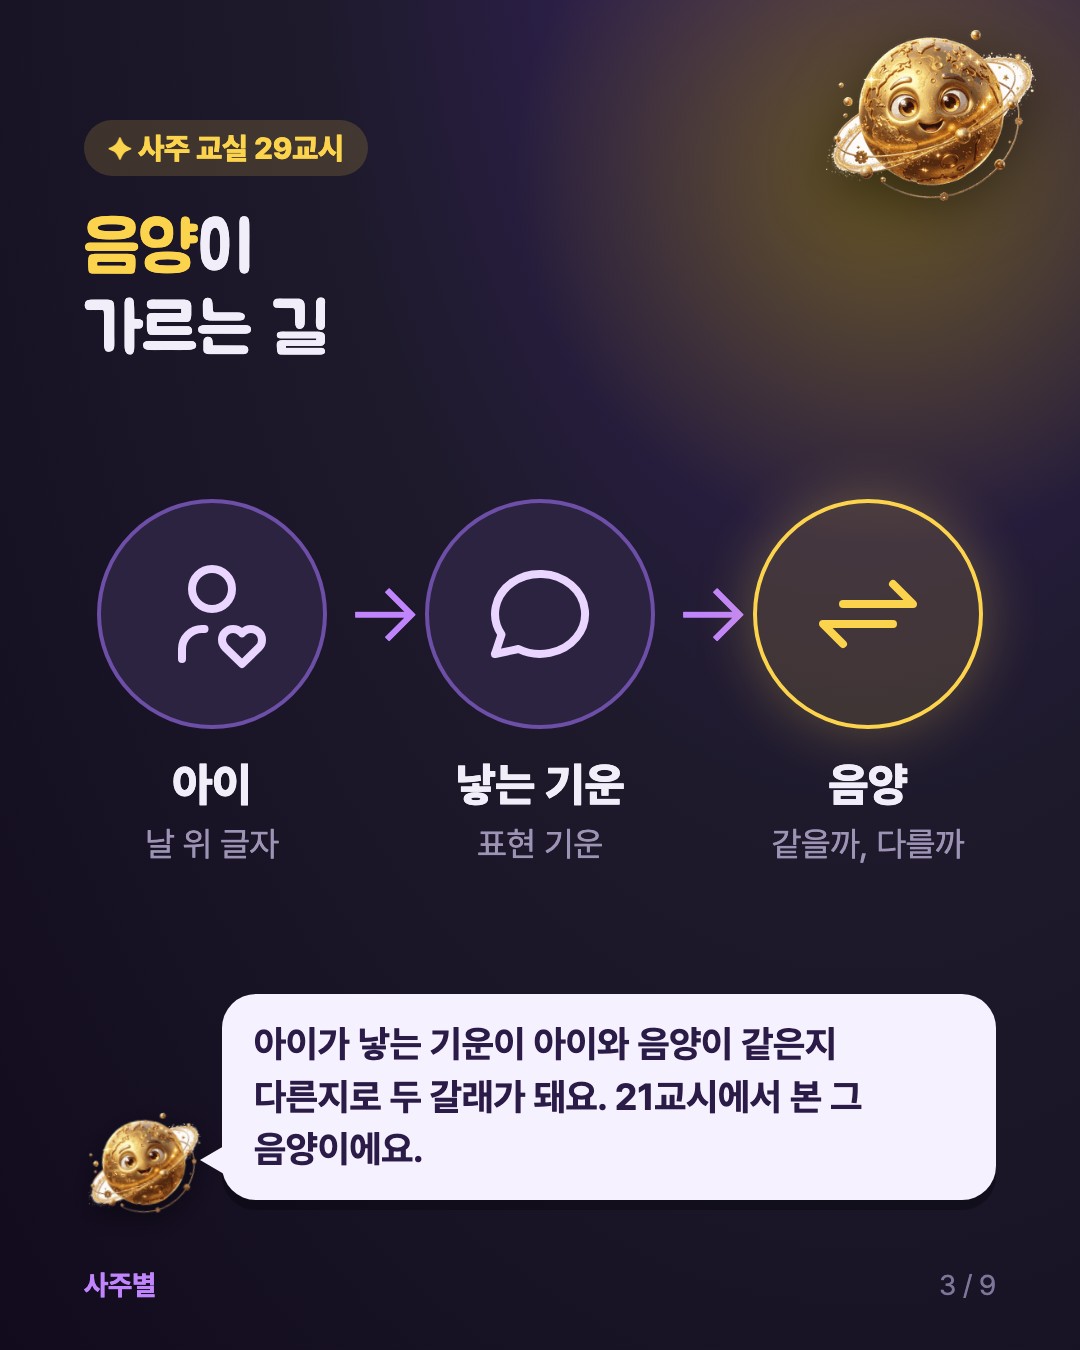 사주 교실 29교시
음양이
가르는 길
아이
날 위 글자
낳는 기운
표현 기운
음양
같을까, 다를까
아이가 낳는 기운이 아이와 음양이 같은지
다른지로 두 갈래가 돼요. 21교시에서 본 그
음양이에요.
사주별
3 / 9